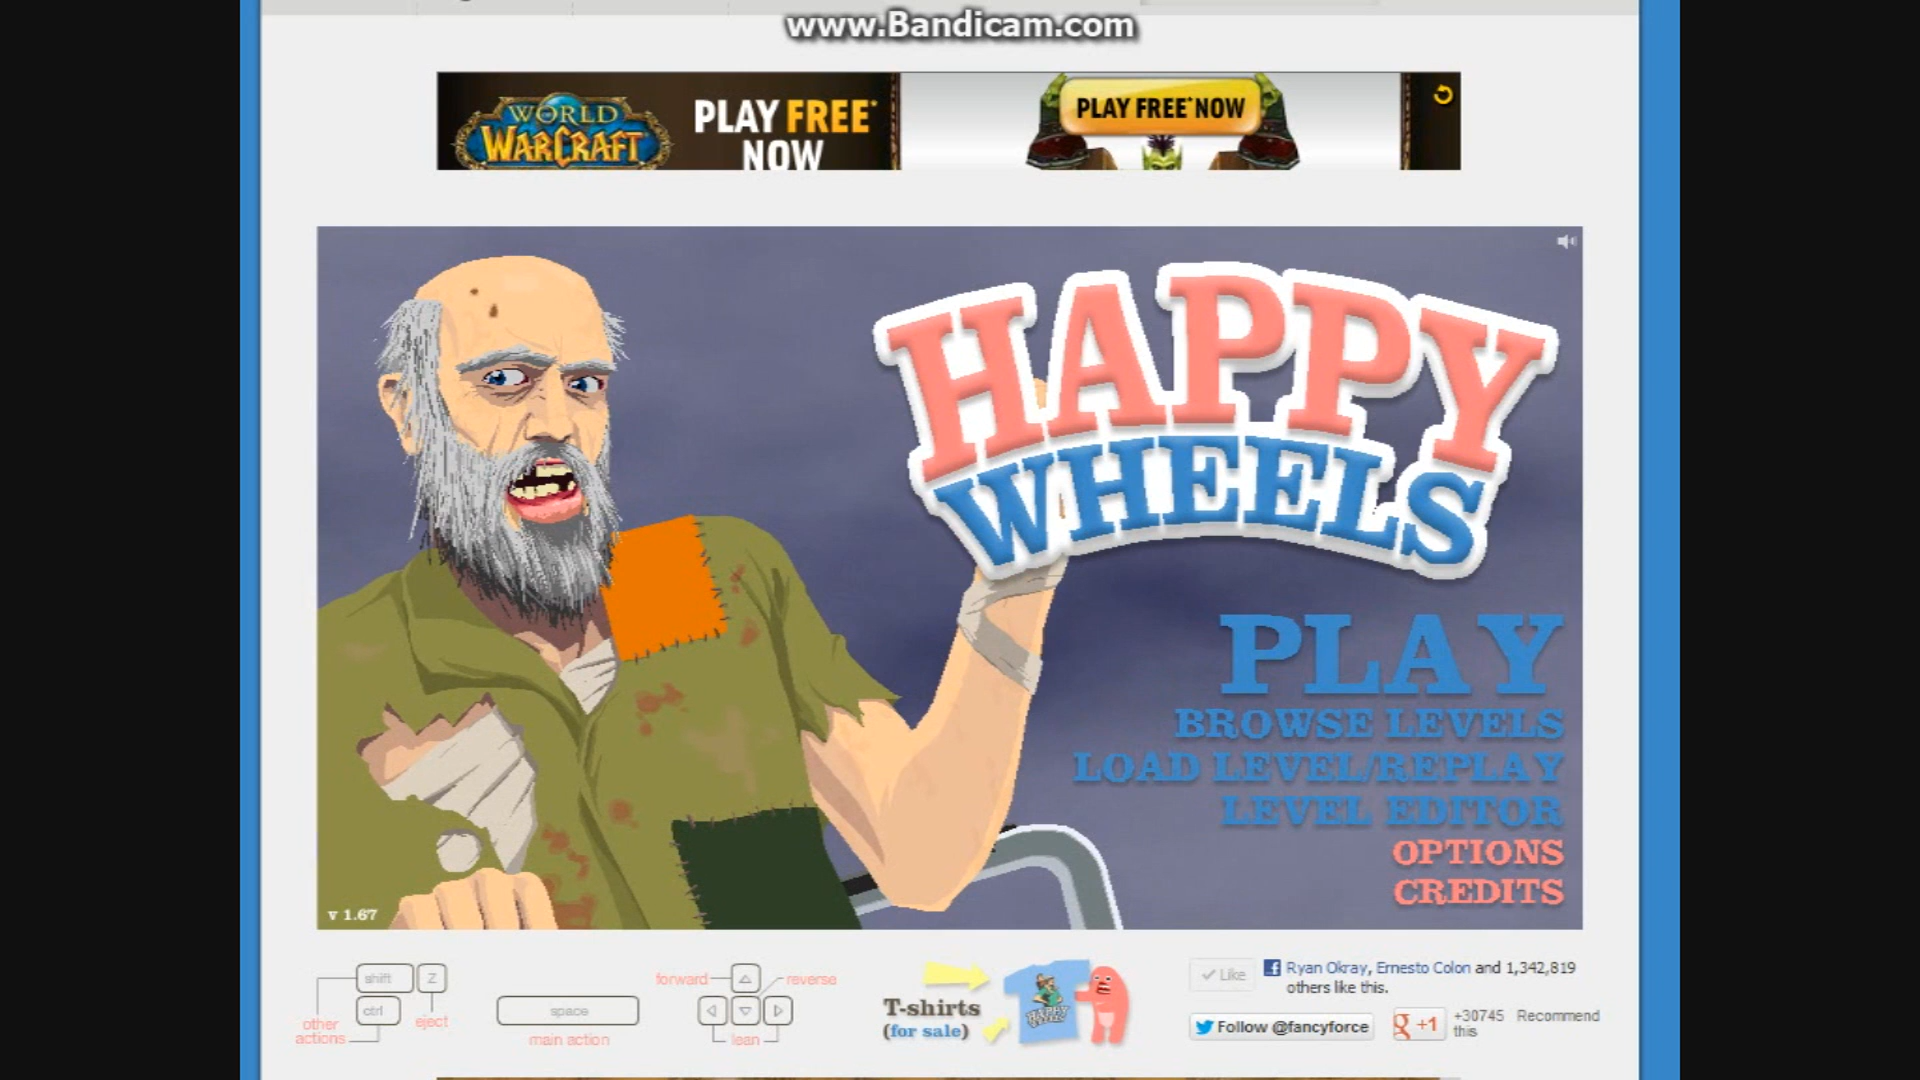 www.Bandicam.com
WORLD
WARCRAFT
PLAY FREE*
NOW
PLAY FREE* NOW
HAPPY
WHEELS
PLAY
BROWSE LEVELS
LOAD LEVEL/REPLAY
LEVEL EDITOR
OPTIONS
CREDITS
v 1.67
shift
Z
ctrl
other
actions
eject
space
main action
forward
reverse
lean
T-shirts
(for sale)
HAPPY
WHEELS
Like
Ryan Okray, Ernesto Colon and 1,342,819
others like this.
Follow @fancyforce
g +1
+30745 Recommend
this